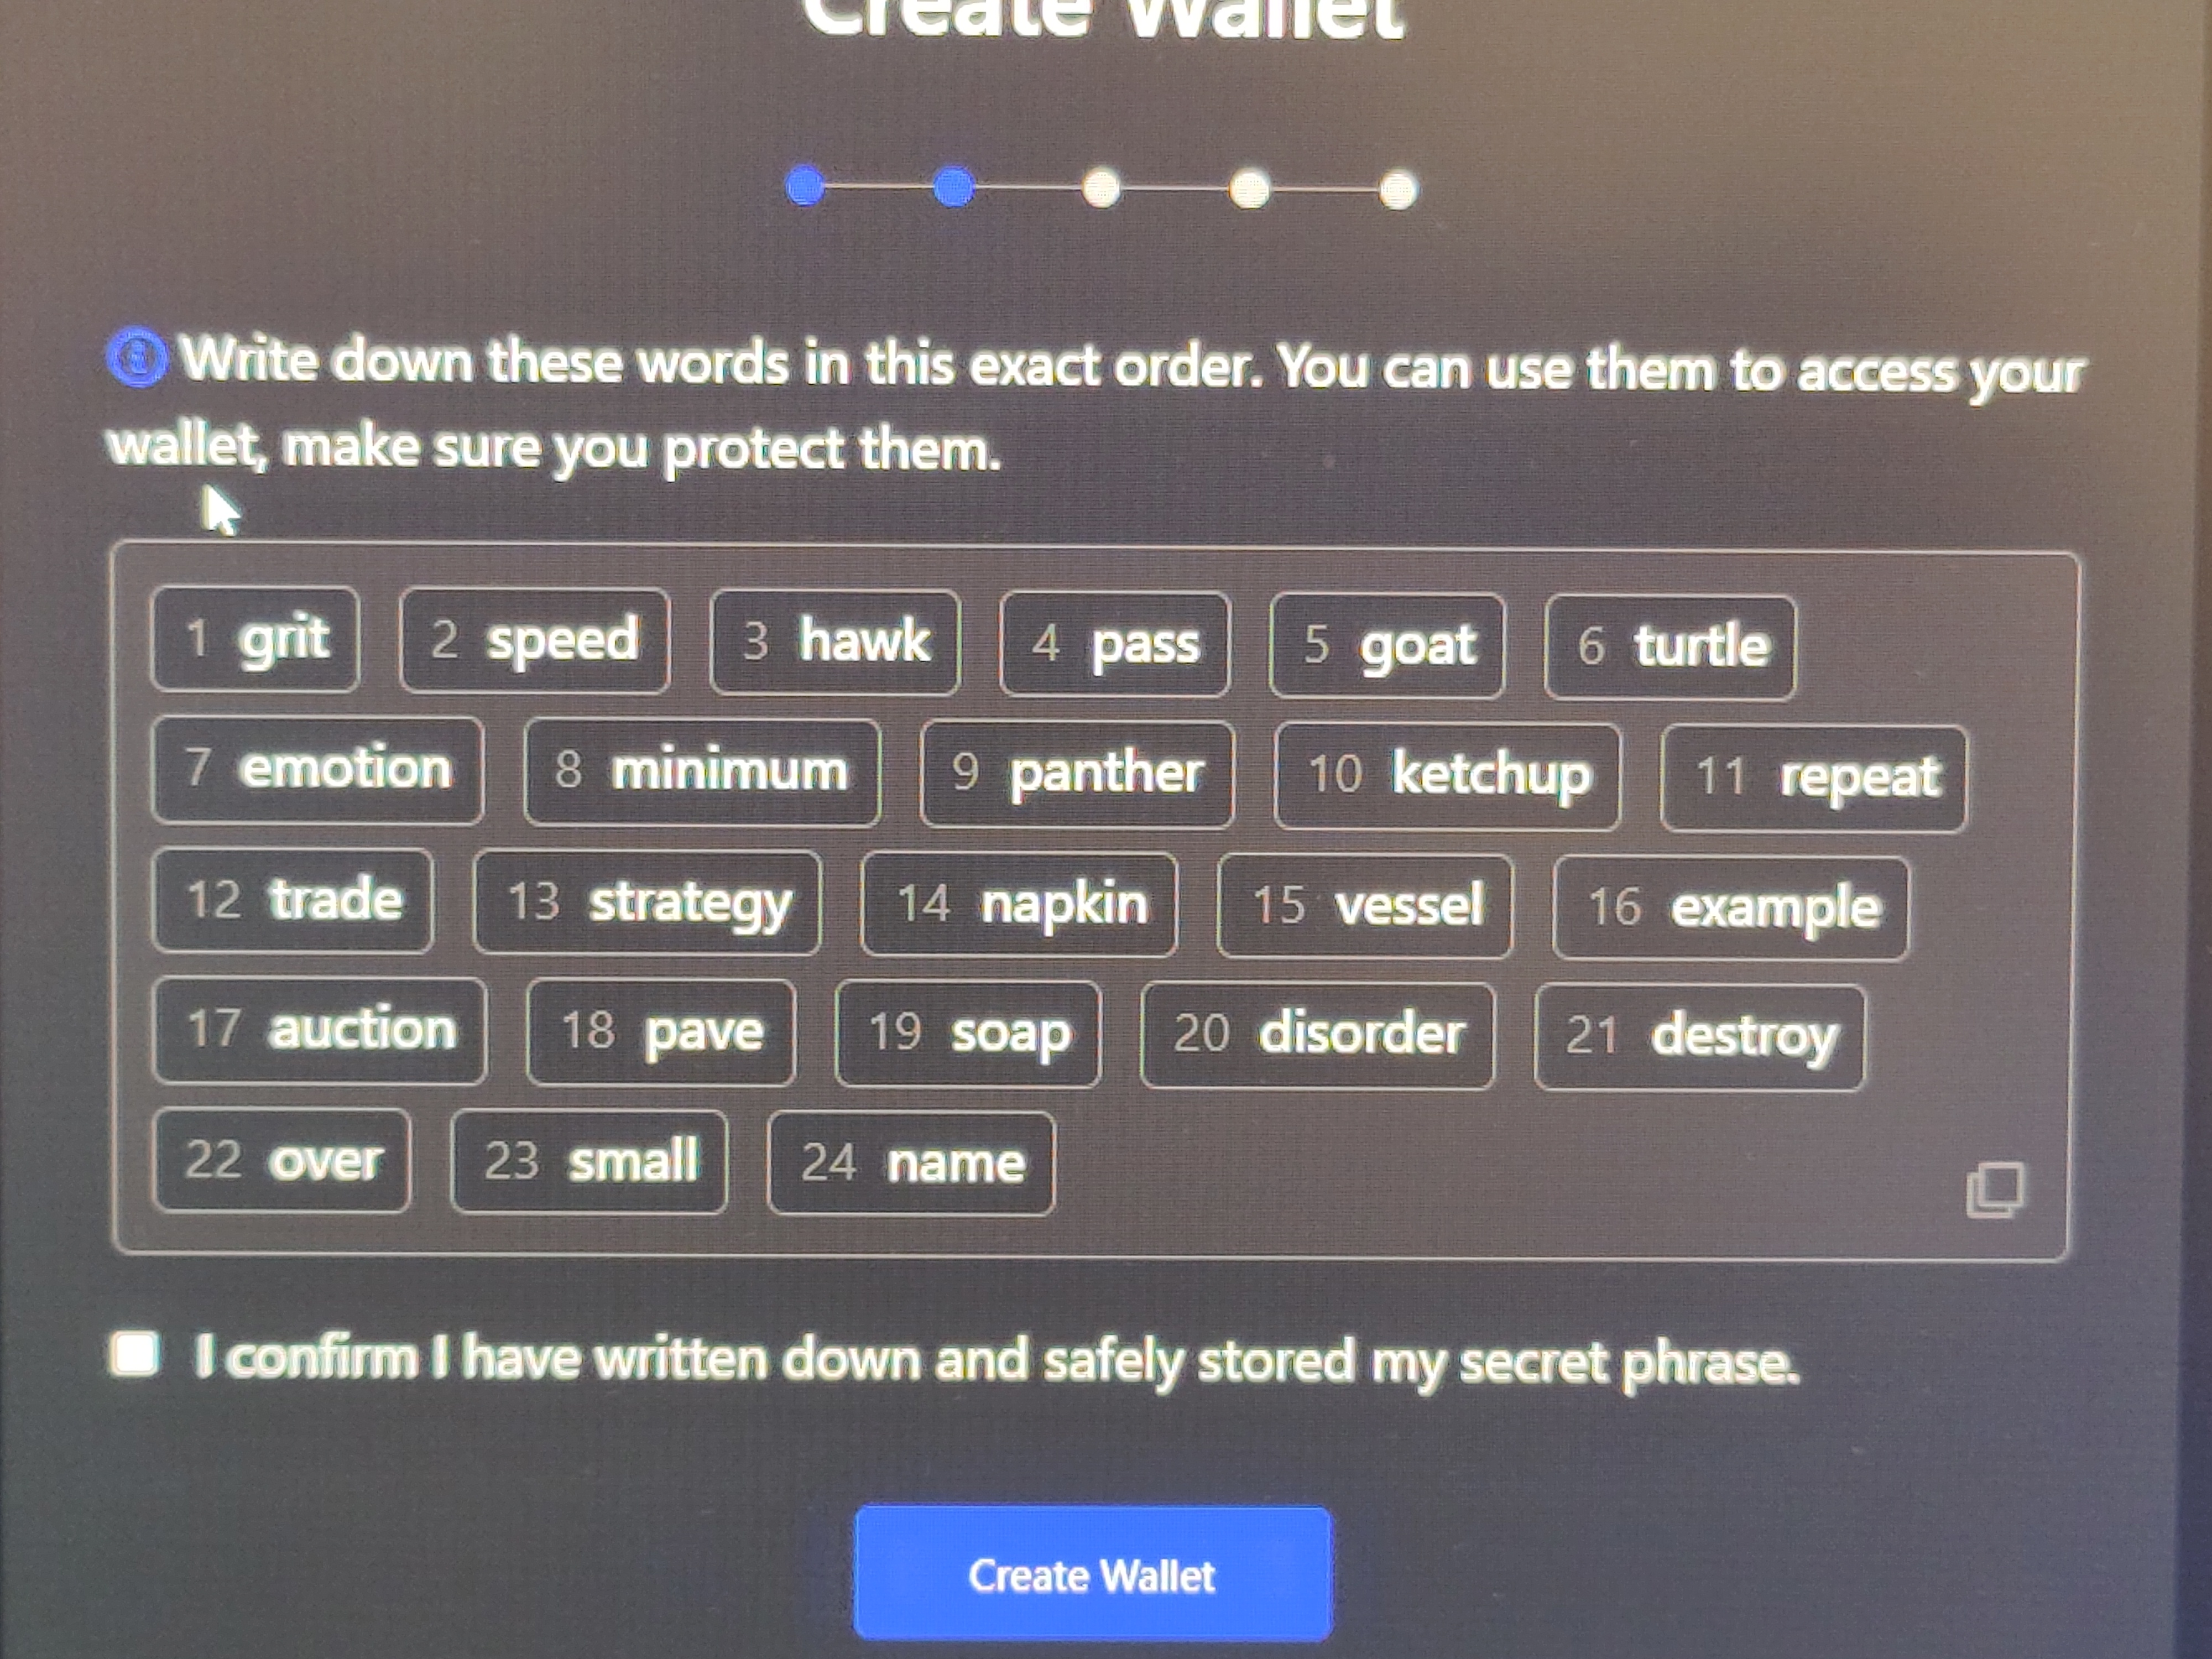 Create Wallet
Write down these words in this exact order. You can use them to access your
wallet, make sure you protect them.
1 grit 2 speed 3 hawk 4 pass 5 goat 6 turtle
7 emotion 8 minimum 9 panther 10 ketchup 11 repeat
12 trade 13 strategy 14 napkin 15 vessel 16 example
17 auction 18 pave 19 soap 20 disorder 21 destroy
22 over 23 small 24 name
I confirm I have written down and safely stored my secret phrase.
Create Wallet